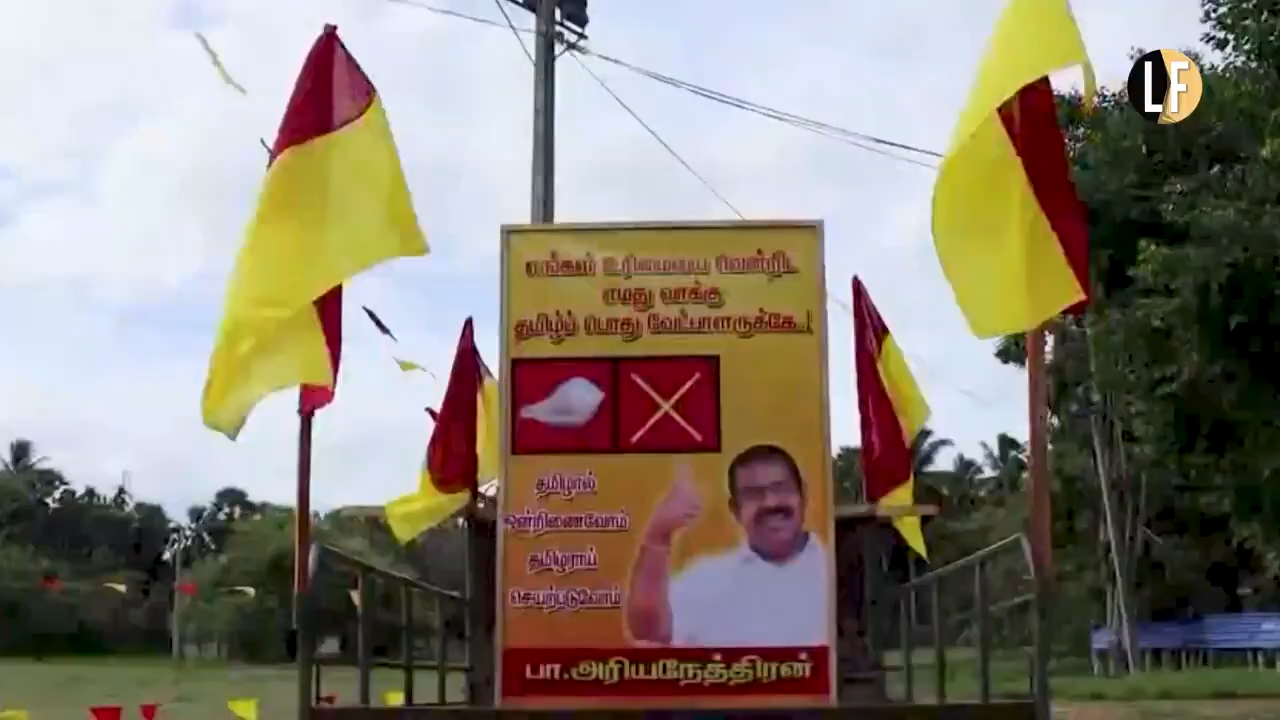 LF
எங்கள் உரிமையை வென்றிட
எமது வாக்கு
தமிழ்ப் பொது வேட்பாளருக்கே..!
தமிழால்
ஒன்றிணைவோம்
தமிழராய்
செயற்படுவோம்
பா.அரியநேத்திரன்